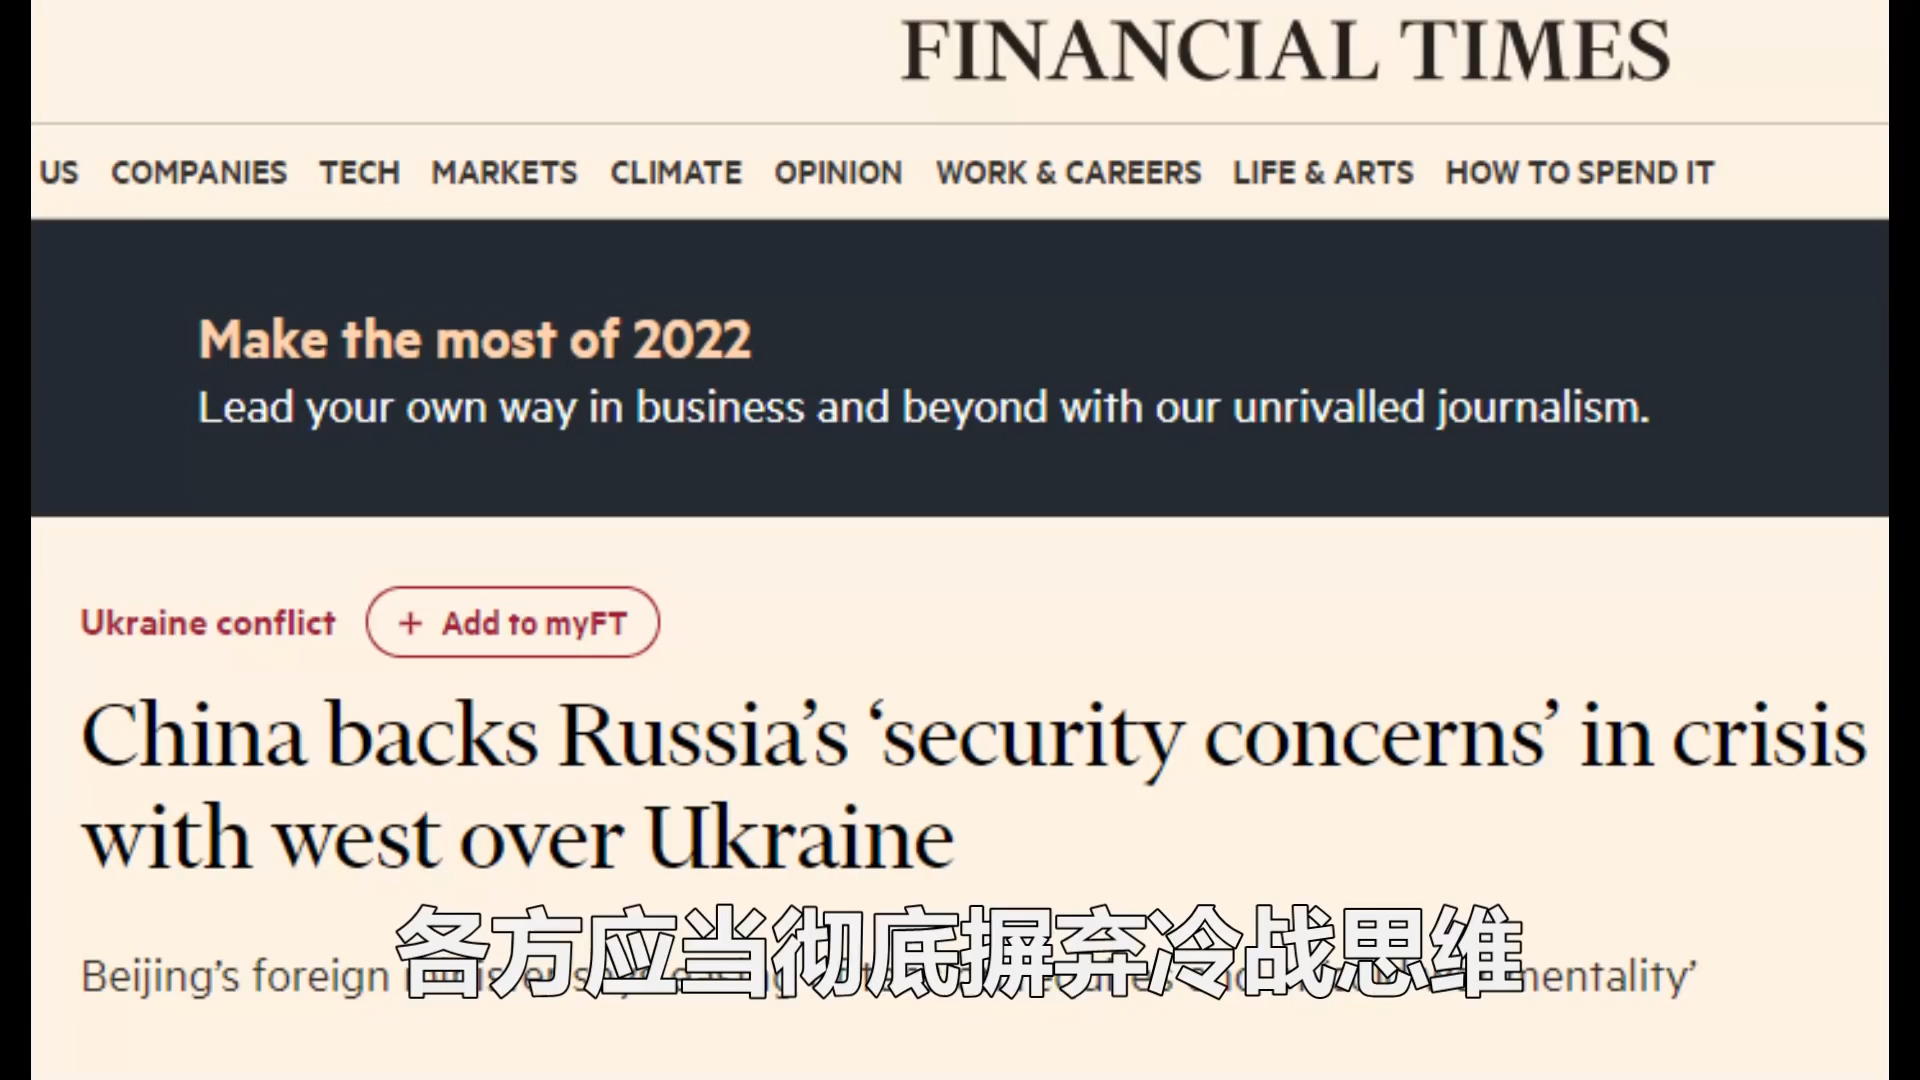 FINANCIAL TIMES
US COMPANIES TECH MARKETS CLIMATE OPINION WORK & CAREERS LIFE & ARTS HOW TO SPEND IT
Make the most of 2022
Lead your own way in business and beyond with our unrivalled journalism.
Ukraine conflict + Add to myFT
China backs Russia’s ‘security concerns’ in crisis
with west over Ukraine
各方应当彻底摒弃冷战思维
Beijing’s foreign mentality’